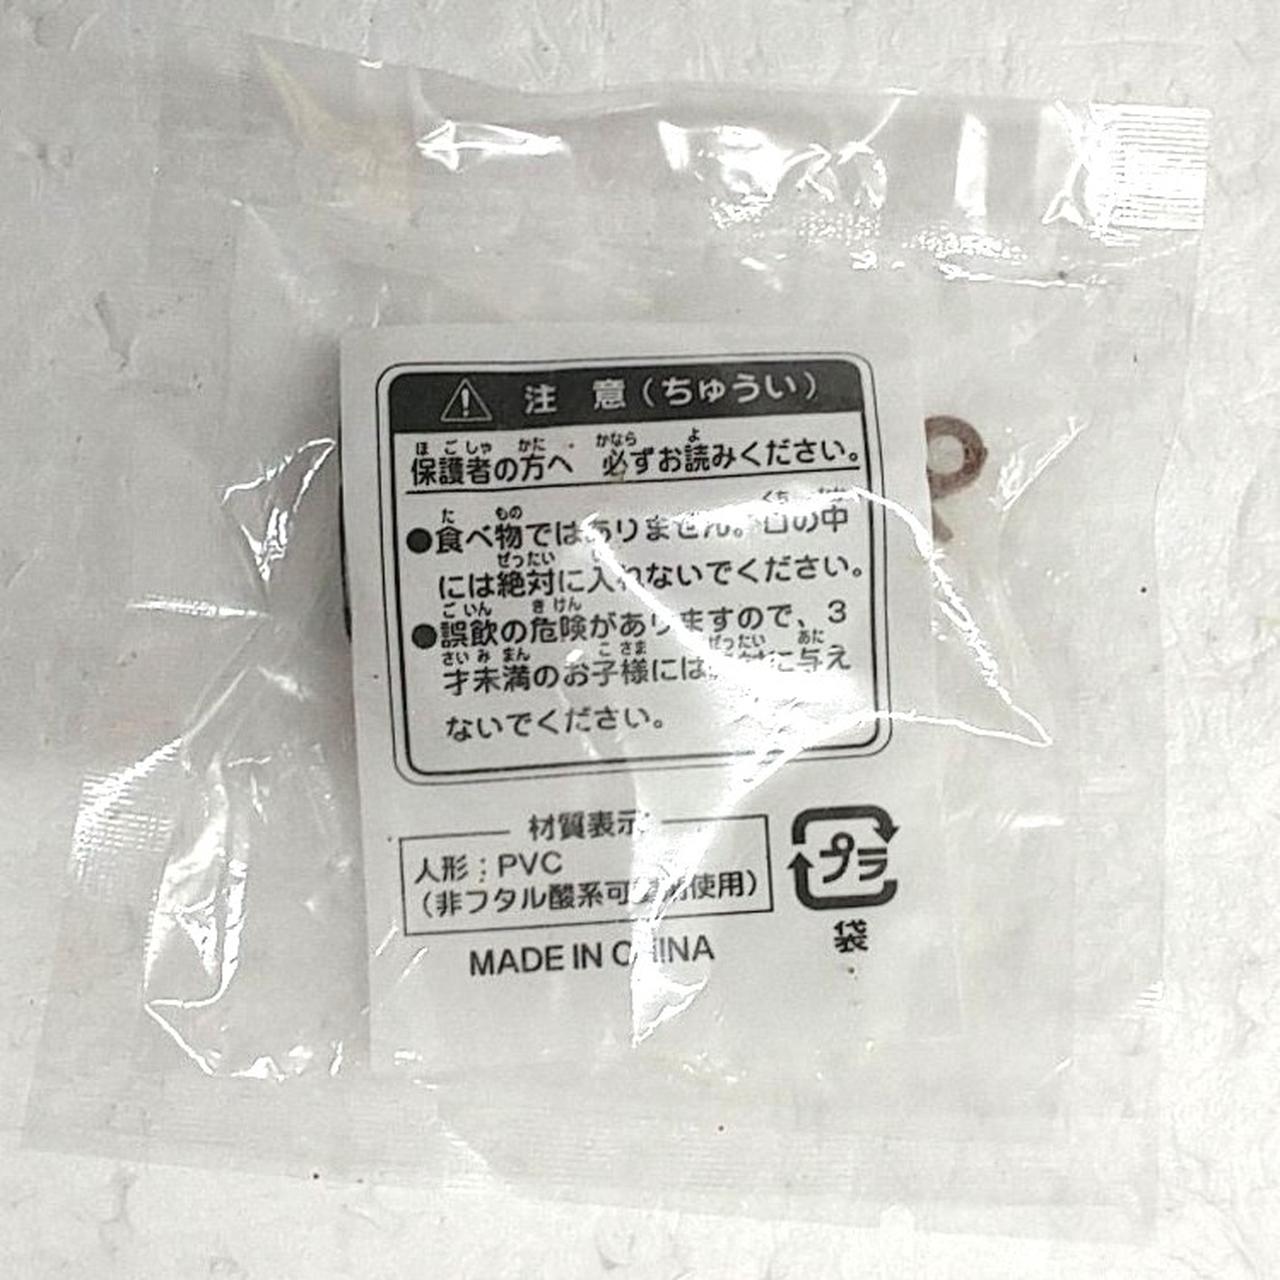 注 意（ちゅうい）
保護者の方へ 必ずお読みください。
●食べ物ではありません。口の中
には絶対に入れないでください。
●誤飲の危険がありますので、3
才未満のお子様には に与え
ないでください。
材質表示
人形：PVC
（非フタル酸系可 使用）
MADE IN CHINA
プラ
袋